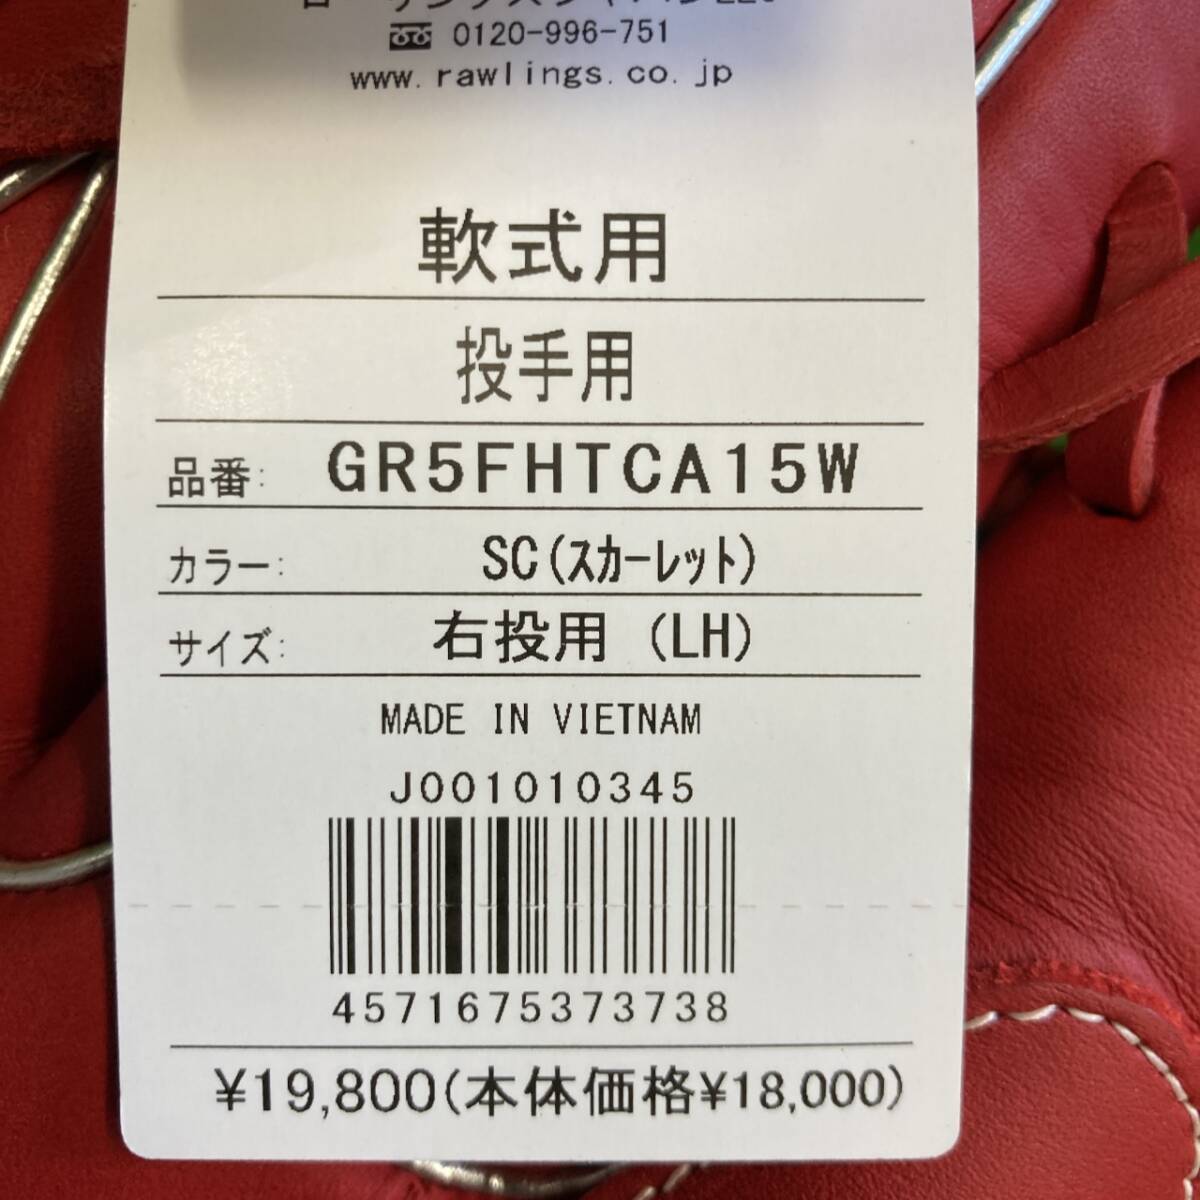 0120-996-751
www.rawlings.co.jp
軟式用
投手用
品番: GR5FHTCA15W
カラー: SC(スカーレット)
サイズ: 右投用 (LH)
MADE IN VIETNAM
J001010345
4571675373738
¥19,800(本体価格¥18,000)